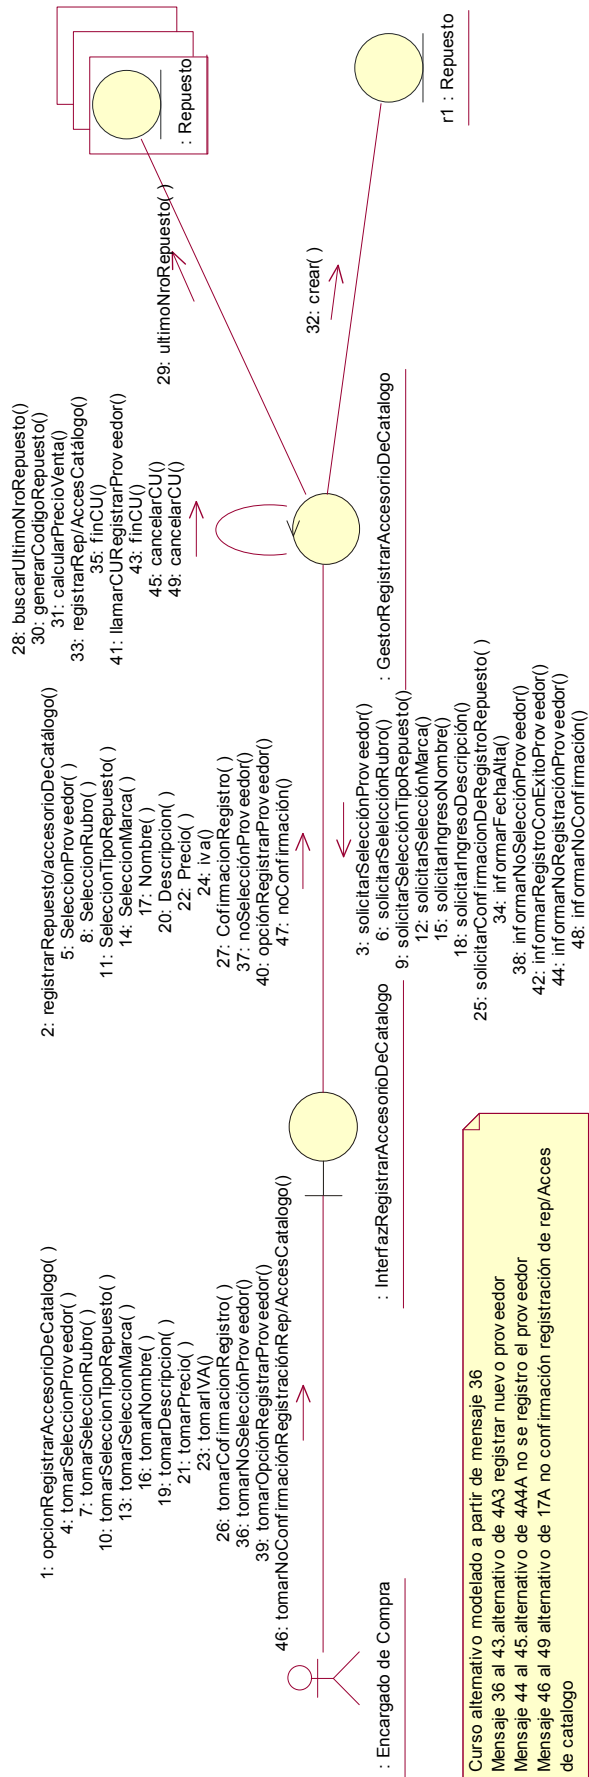 1: opcionRegistrarAccesorioDeCatalogo( )
4: tomarSeleccionProveedor( )
7: tomarSeleccionRubro( )
10: tomarSeleccionTipoRepuesto( )
13: tomarSeleccionMarca( )
16: tomarNombre( )
19: tomarDescripcion( )
21: tomarPrecio( )
23: tomarIVA()
26: tomarCofirmacionRegistro( )
36: tomarNoSelecciónProveedor()
39: tomarOpciónRegistrarProveedor()
46: tomarNoConfirmaciónRegistraciónRep/AccesCatalogo()
: Encargado de Compra
: InterfazRegistrarAccesorioDeCatalogo
2: registrarRepuesto/accesorioDeCatálogo()
5: SeleccionProveedor( )
8: SeleccionRubro( )
11: SeleccionTipoRepuesto( )
14: SeleccionMarca( )
17: Nombre( )
20: Descripcion( )
22: Precio( )
24: iva()
27: CofirmacionRegistro( )
37: noSelecciónProveedor()
40: opciónRegistrarProveedor()
47: noConfirmación()
3: solicitarSelecciónProveedor()
6: solicitarSelelcciónRubro()
9: solicitarSelecciónTipoRepuesto()
12: solicitarSelecciónMarca()
15: solicitarIngresoNombre()
18: solicitarIngresoDescripción()
25: solicitarConfirmacionDeRegistroRepuesto( )
34: informarFechaAlta()
38: informarNoSelecciónProveedor()
42: informarRegistroConExitoProveedor()
44: informarNoRegistraciónProveedor()
48: informarNoConfirmación()
: GestorRegistrarAccesorioDeCatalogo
28: buscarUltimoNroRepuesto()
30: generarCodigoRepuesto()
31: calcularPrecioVenta()
33: registrarRep/AccesCatálogo()
35: finCU()
41: llamarCURegistrarProveedor()
43: finCU()
45: cancelarCU()
49: cancelarCU()
29: ultimoNroRepuesto( )
: Repuesto
32: crear( )
r1 : Repuesto
Curso alternativo modelado a partir de mensaje 36
Mensaje 36 al 43.alternativo de 4A3 registrar nuevo proveedor
Mensaje 44 al 45.alternativo de 4A4A no se registro el proveedor
Mensaje 46 al 49 alternativo de 17A no confirmación registración de rep/Acces
de catalogo